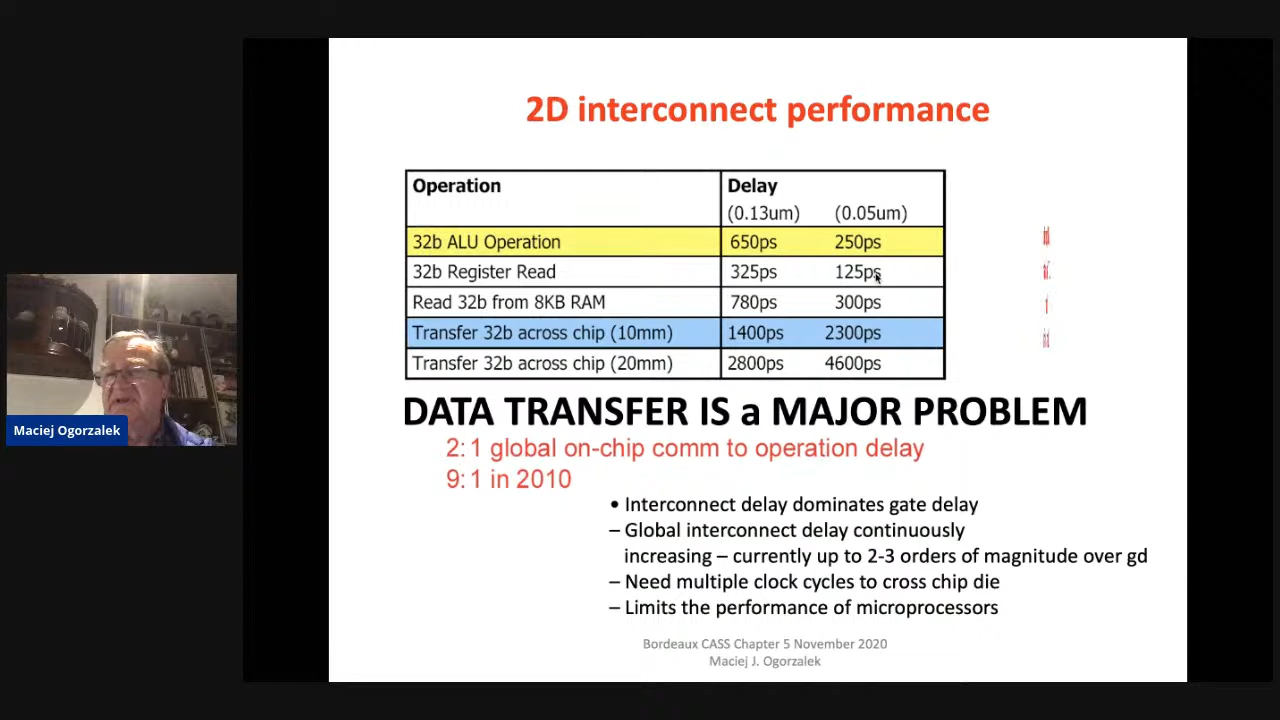 2D interconnect performance
Operation Delay
(0.13um) (0.05um)
32b ALU Operation 650ps 250ps
32b Register Read 325ps 125ps
Read 32b from 8KB RAM 780ps 300ps
Transfer 32b across chip (10mm) 1400ps 2300ps
Transfer 32b across chip (20mm) 2800ps 4600ps
DATA TRANSFER IS a MAJOR PROBLEM
2:1 global on-chip comm to operation delay
9:1 in 2010
• Interconnect delay dominates gate delay
– Global interconnect delay continuously
increasing – currently up to 2-3 orders of magnitude over gd
– Need multiple clock cycles to cross chip die
– Limits the performance of microprocessors
Bordeaux CASS Chapter 5 November 2020
Maciej J. Ogorzalek
Maciej Ogorzalek